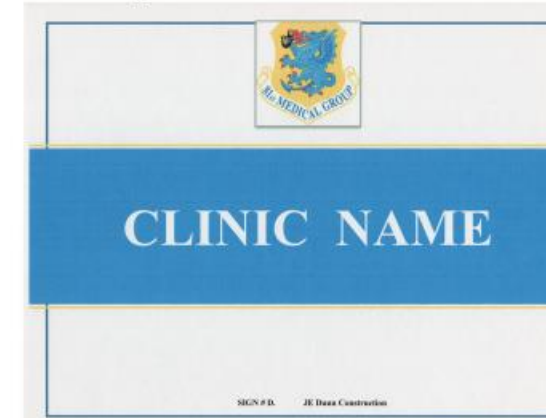 81st MEDICAL GROUP
CLINIC NAME
SIGN # D. JE Dunn Construction